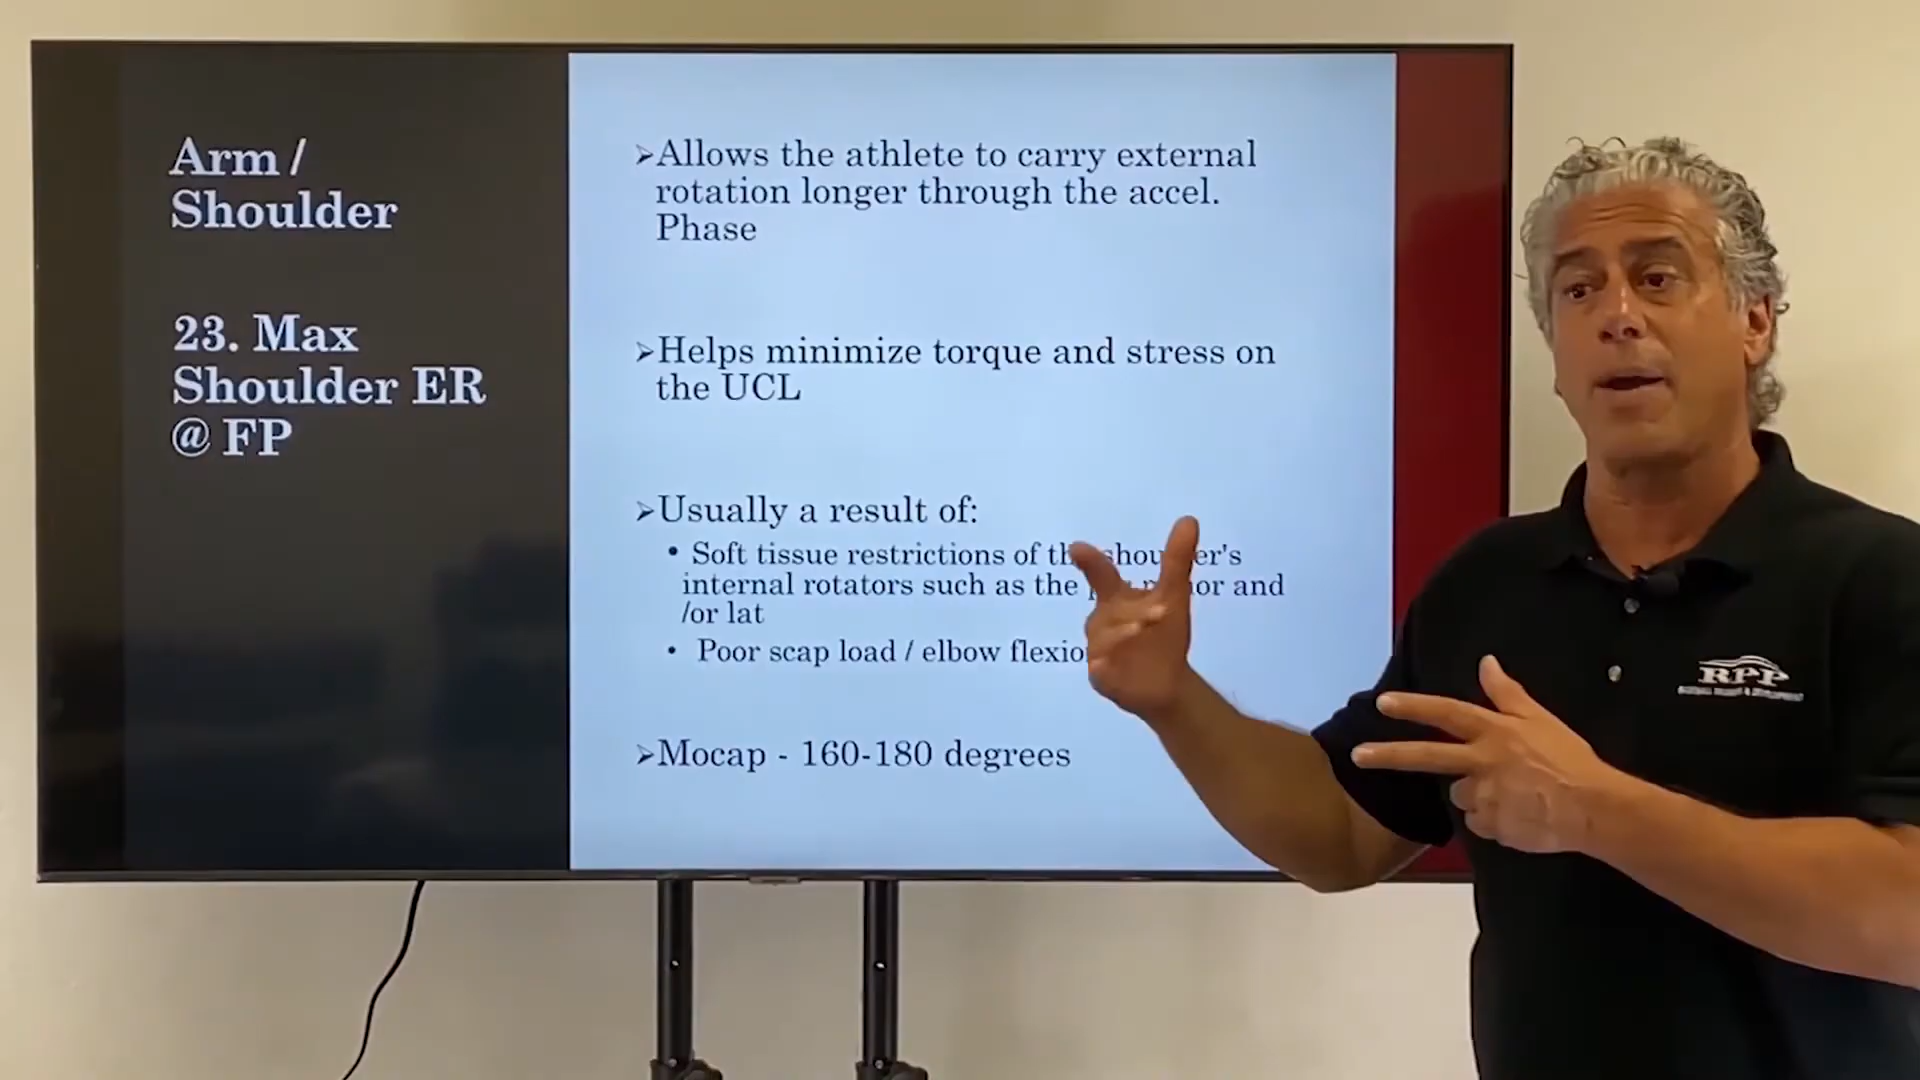 Arm /
Shoulder
23. Max
Shoulder ER
@ FP
➢Allows the athlete to carry external
rotation longer through the accel.
Phase
➢Helps minimize torque and stress on
the UCL
➢Usually a result of:
• Soft tissue restrictions of
internal rotators such as the and
/or lat
• Poor scap load / elbow
➢Mocap - 160-180 degrees
RPP